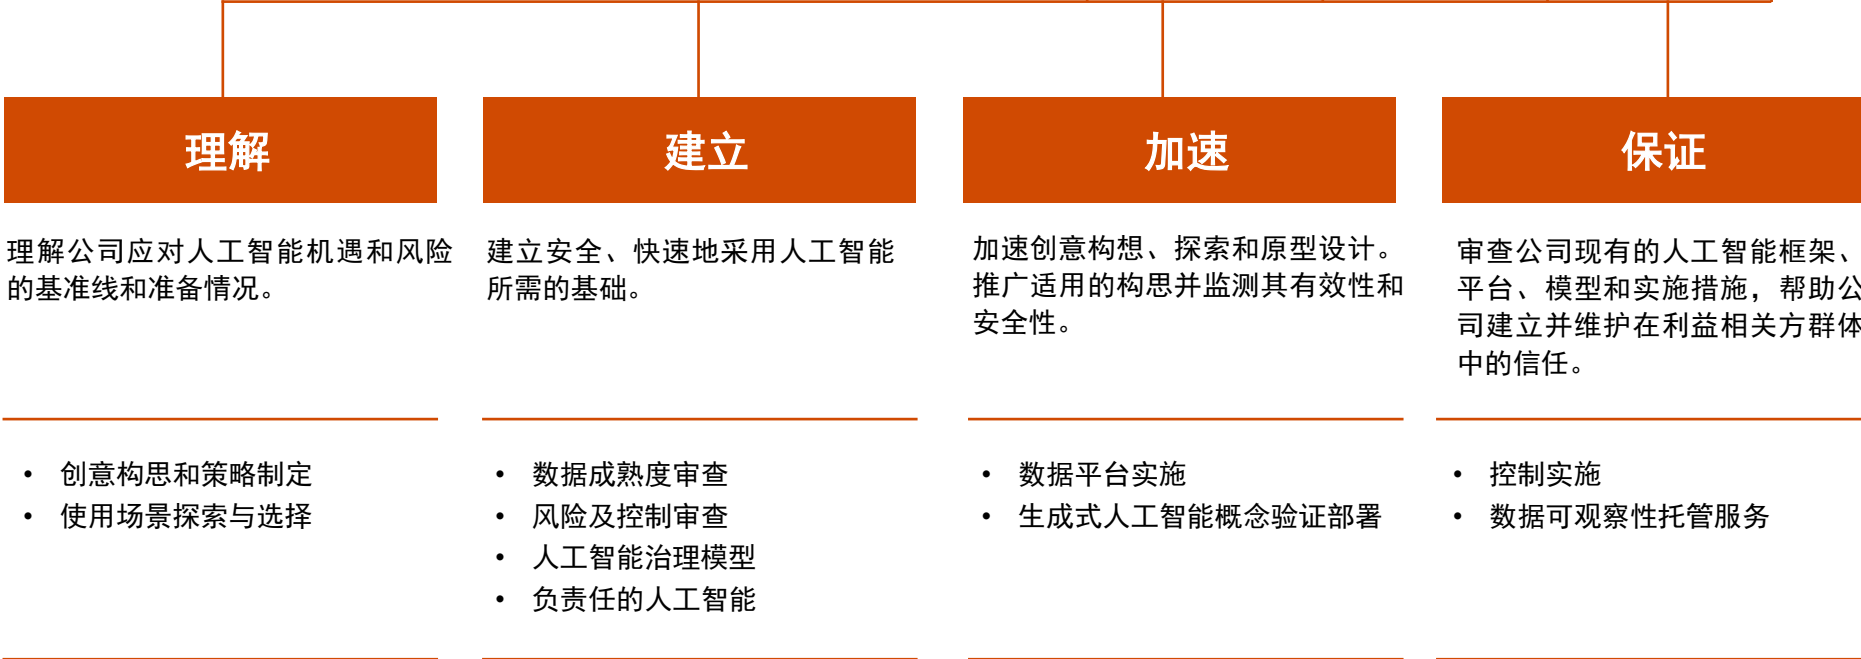 理解
理解公司应对人工智能机遇和风险
的基准线和准备情况。
• 创意构思和策略制定
• 使用场景探索与选择
建立
建立安全、快速地采用人工智能
所需的基础。
• 数据成熟度审查
• 风险及控制审查
• 人工智能治理模型
• 负责任的人工智能
加速
加速创意构想、探索和原型设计。
推广适用的构思并监测其有效性和
安全性。
• 数据平台实施
• 生成式人工智能概念验证部署
保证
审查公司现有的人工智能框架、
平台、模型和实施措施，帮助公
司建立并维护在利益相关方群体
中的信任。
• 控制实施
• 数据可观察性托管服务